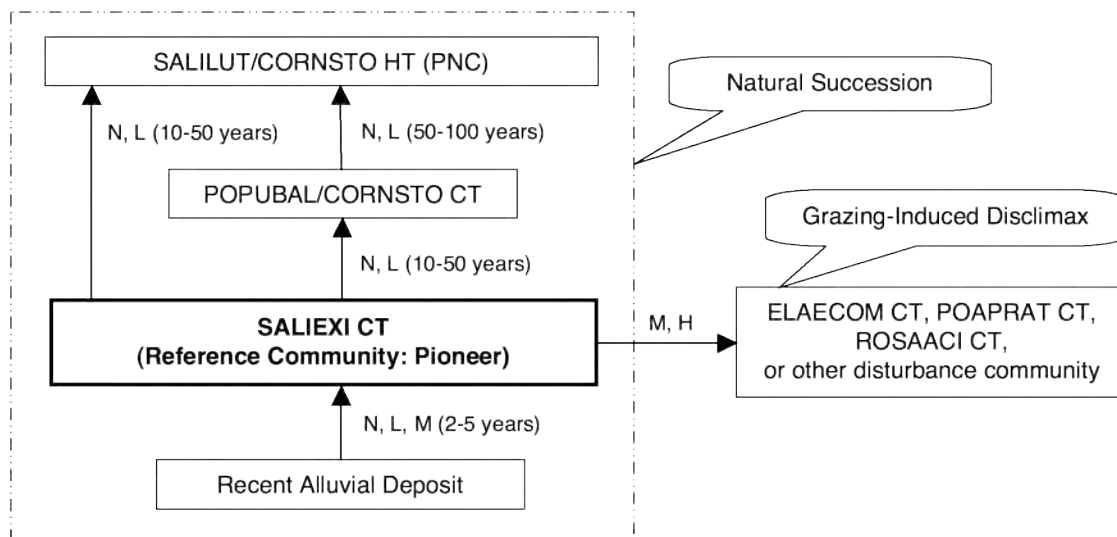 SALILUT/CORNSTO HT (PNC)
Natural Succession
N, L (10-50 years)
N, L (50-100 years)
POPUBAL/CORNSTO CT
Grazing-Induced Disclimax
N, L (10-50 years)
SALIEXI CT
(Reference Community: Pioneer)
M, H
ELAECOM CT, POAPRAT CT,
ROSAACI CT,
or other disturbance community
N, L, M (2-5 years)
Recent Alluvial Deposit